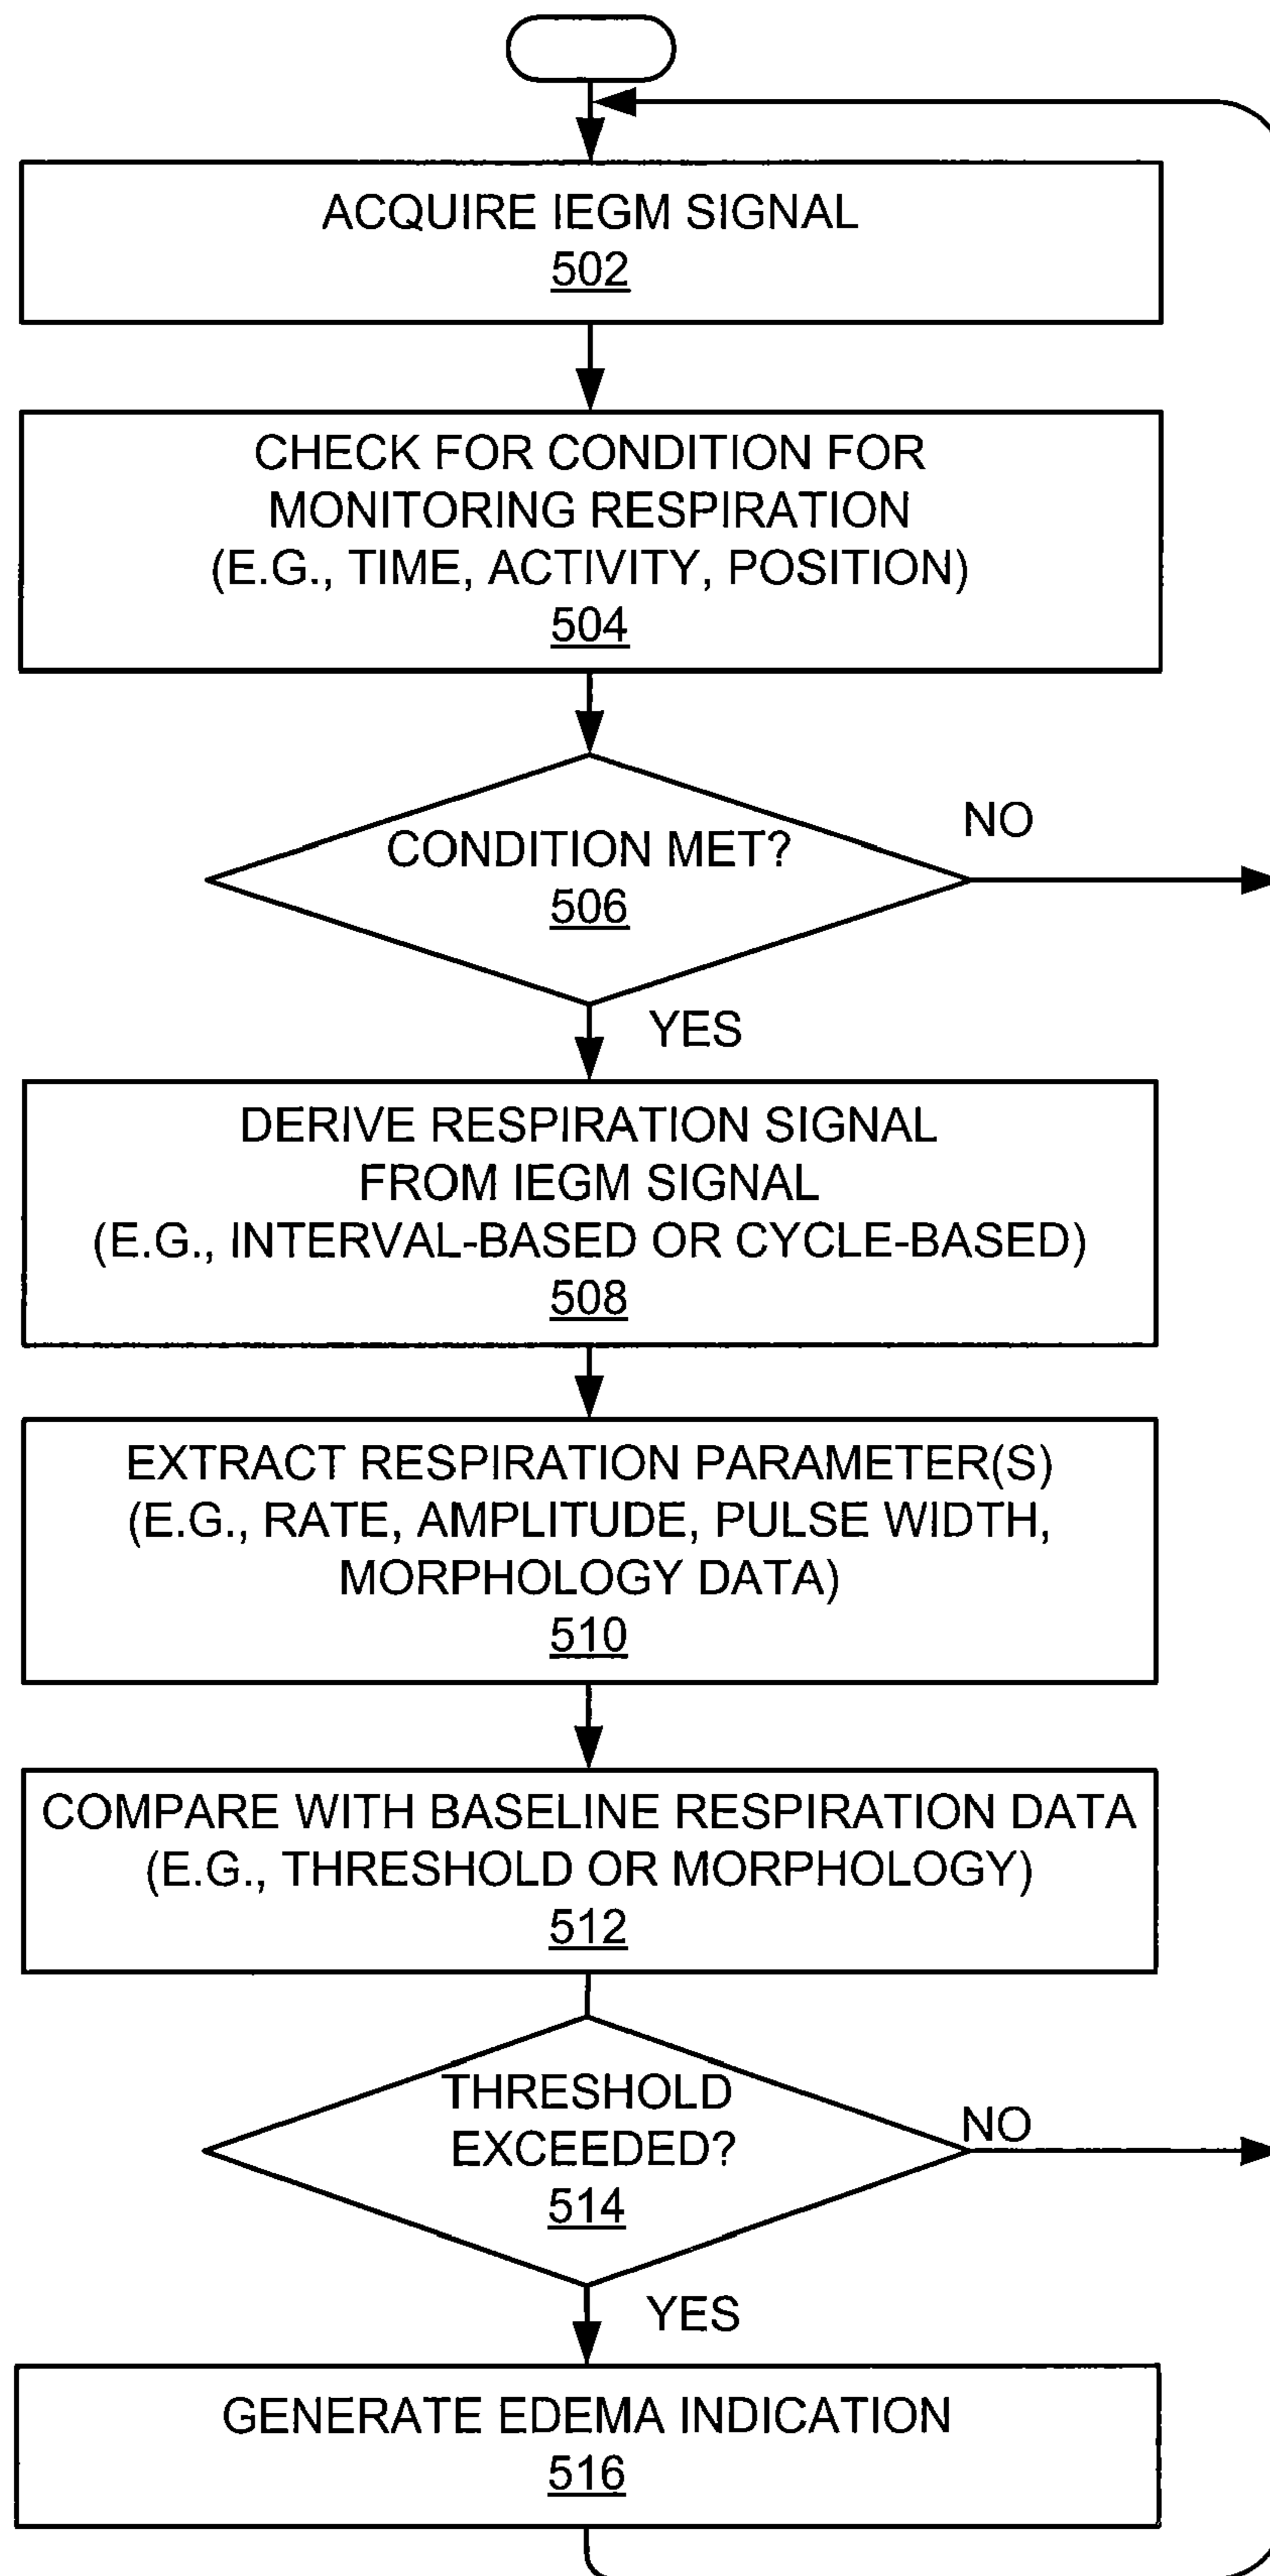 ACQUIRE IEGM SIGNAL
502
CHECK FOR CONDITION FOR
MONITORING RESPIRATION
(E.G., TIME, ACTIVITY, POSITION)
504
CONDITION MET?
506
NO
YES
DERIVE RESPIRATION SIGNAL
FROM IEGM SIGNAL
(E.G., INTERVAL-BASED OR CYCLE-BASED)
508
EXTRACT RESPIRATION PARAMETER(S)
(E.G., RATE, AMPLITUDE, PULSE WIDTH,
MORPHOLOGY DATA)
510
COMPARE WITH BASELINE RESPIRATION DATA
(E.G., THRESHOLD OR MORPHOLOGY)
512
THRESHOLD
EXCEEDED?
514
NO
YES
GENERATE EDEMA INDICATION
516